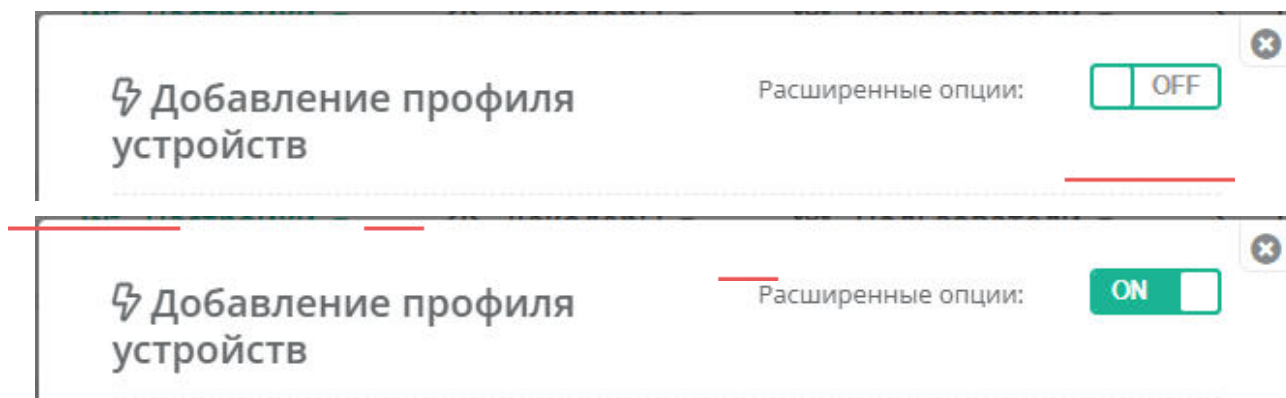 Добавление профиля
устройств
Расширенные опции:
OFF
Добавление профиля
устройств
Расширенные опции:
ON